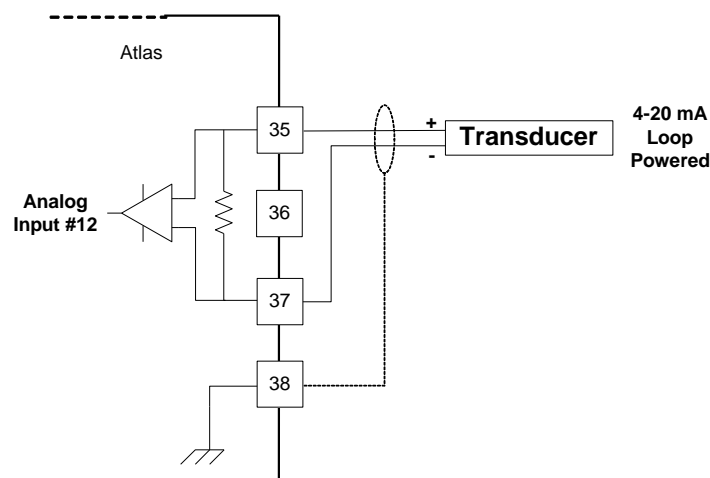 Atlas
35
+
Transducer
-
4-20 mA
Loop
Powered
36
Analog
Input #12
37
38